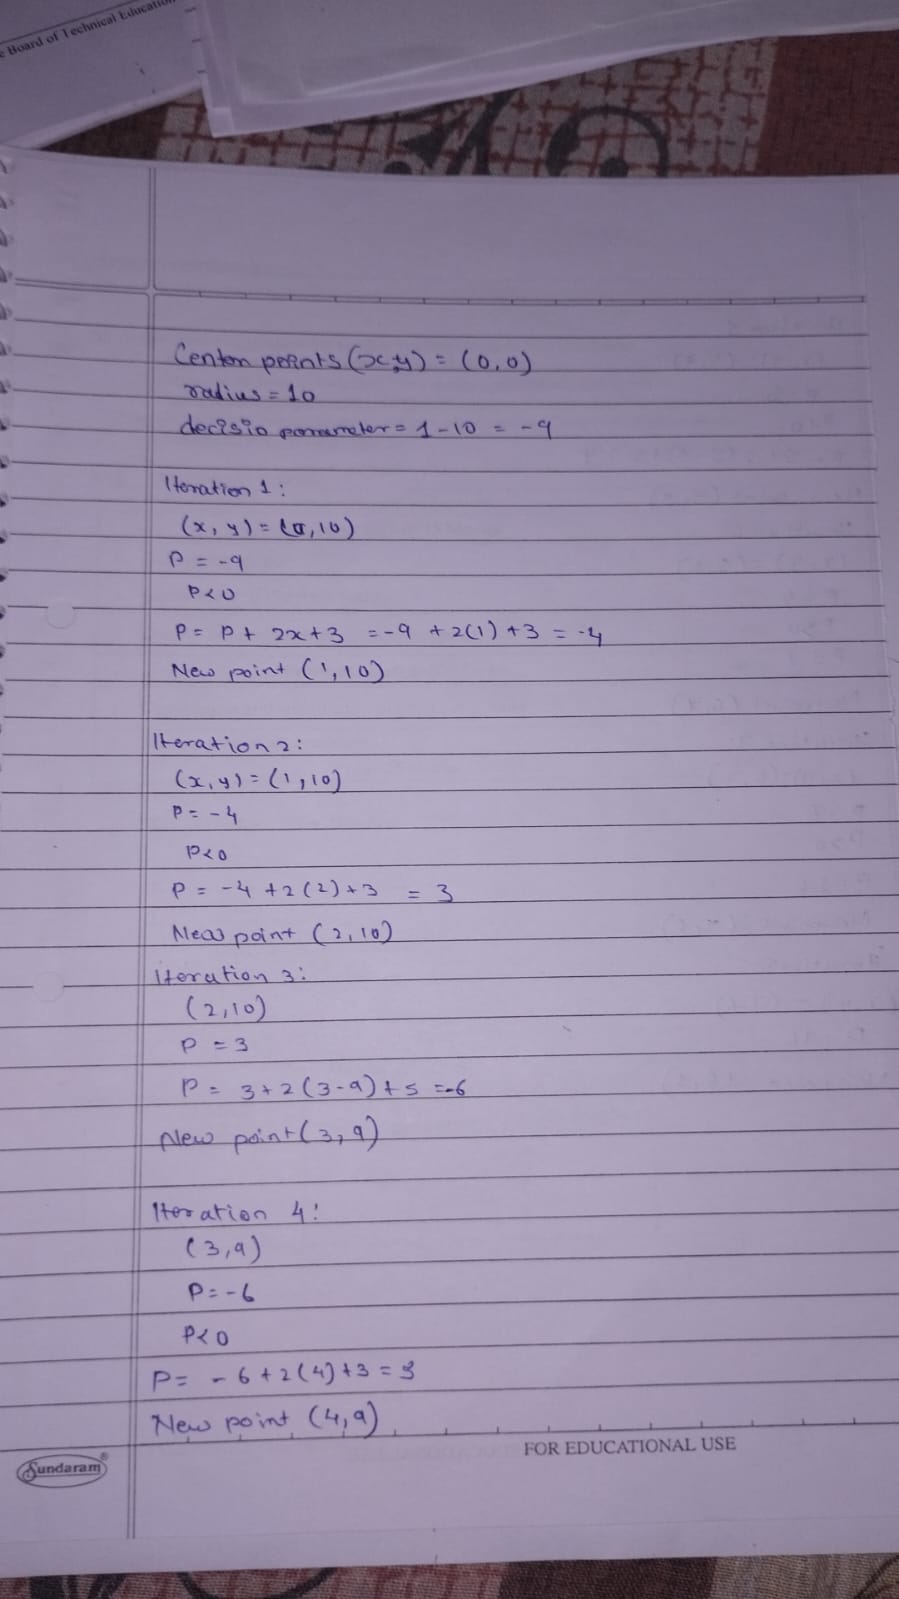 e Board of Technical Education
Center points (x,y) = (0,0)
radius = 10
decisio parameter = 1-10 = -9
Iteration 1:
(x, y) = (0,10)
P = -9
P<0
P = P + 2x+3 = -9 +2(1) +3 = -4
New point (1,10)
Iteration 2:
(x,y) = (1,10)
P = -4
P<0
P = -4 +2(2)+3 = 3
New point (2,10)
Iteration 3:
(2,10)
P = 3
P = 3+2(3-9)+5 = -6
New point (3,9)
Iteration 4:
(3,9)
P = -6
P<0
P = -6+2(4)+3 =
New point (4,9)
FOR EDUCATIONAL USE
Sundaram®